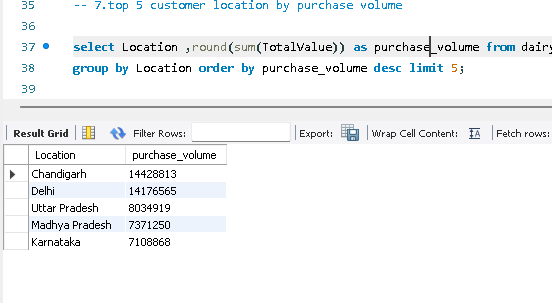 35 -- 7.top 5 customer location by purchase volume
36
37 select Location ,round(sum(TotalValue)) as purchase_volume from dairy
38 group by Location order by purchase_volume desc limit 5;
39
Result Grid Filter Rows: Export: Wrap Cell Content: IA Fetch rows:
Location purchase_volume
Chandigarh 14428813
Delhi 14176565
Uttar Pradesh 8034919
Madhya Pradesh 7371250
Karnataka 7108868